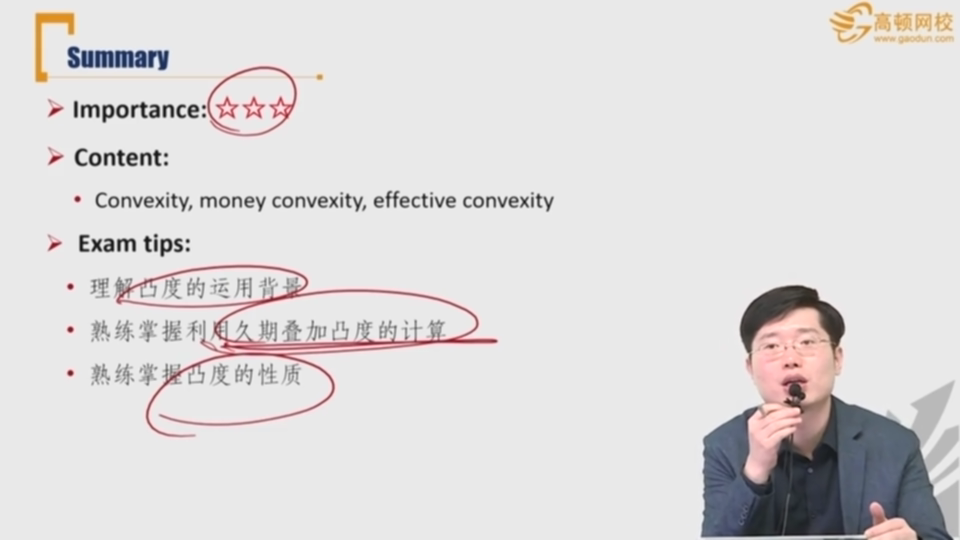 高顿网校
www.gaodun.com
Summary
Importance: ☆☆☆
Content:
Convexity, money convexity, effective convexity
Exam tips:
理解凸度的运用背景
熟练掌握利用久期叠加凸度的计算
熟练掌握凸度的性质